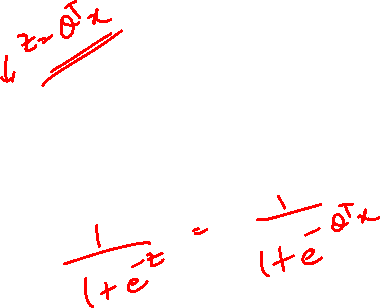 ↓ z = θᵀx
1/(1+e⁻ᶻ) = 1/(1+e^(-θᵀx))